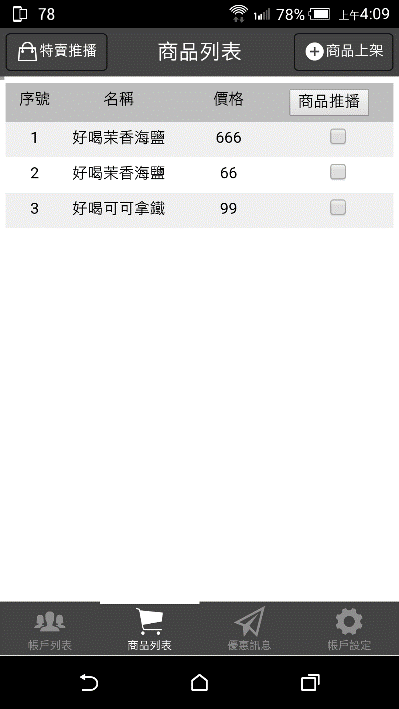 78 78% 上午4:09
特賣推播 商品列表 商品上架
序號 名稱 價格 商品推播
1 好喝茉香海鹽 666
2 好喝茉香海鹽 66
3 好喝可可拿鐵 99
帳戶列表 商品列表 優惠訊息 帳戶設定